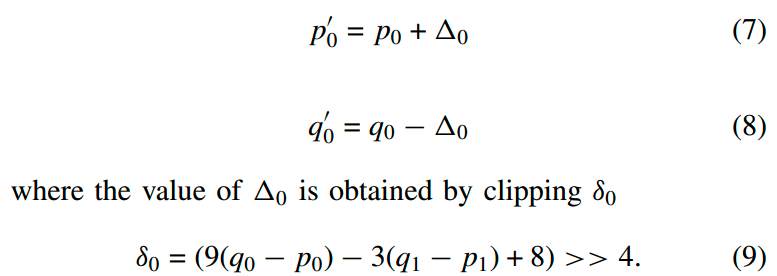 p′₀ = p₀ + Δ₀ (7)
q′₀ = q₀ − Δ₀ (8)
where the value of Δ₀ is obtained by clipping δ₀
δ₀ = (9(q₀ − p₀) − 3(q₁ − p₁) + 8) >> 4. (9)